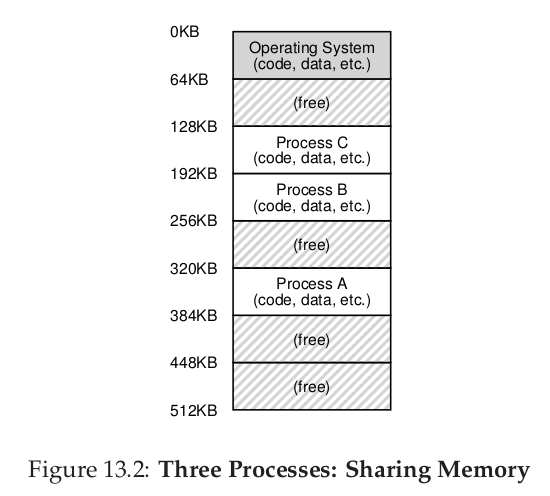 0KB
Operating System
(code, data, etc.)
64KB
(free)
128KB
Process C
(code, data, etc.)
192KB
Process B
(code, data, etc.)
256KB
(free)
320KB
Process A
(code, data, etc.)
384KB
(free)
448KB
(free)
512KB
Figure 13.2: Three Processes: Sharing Memory